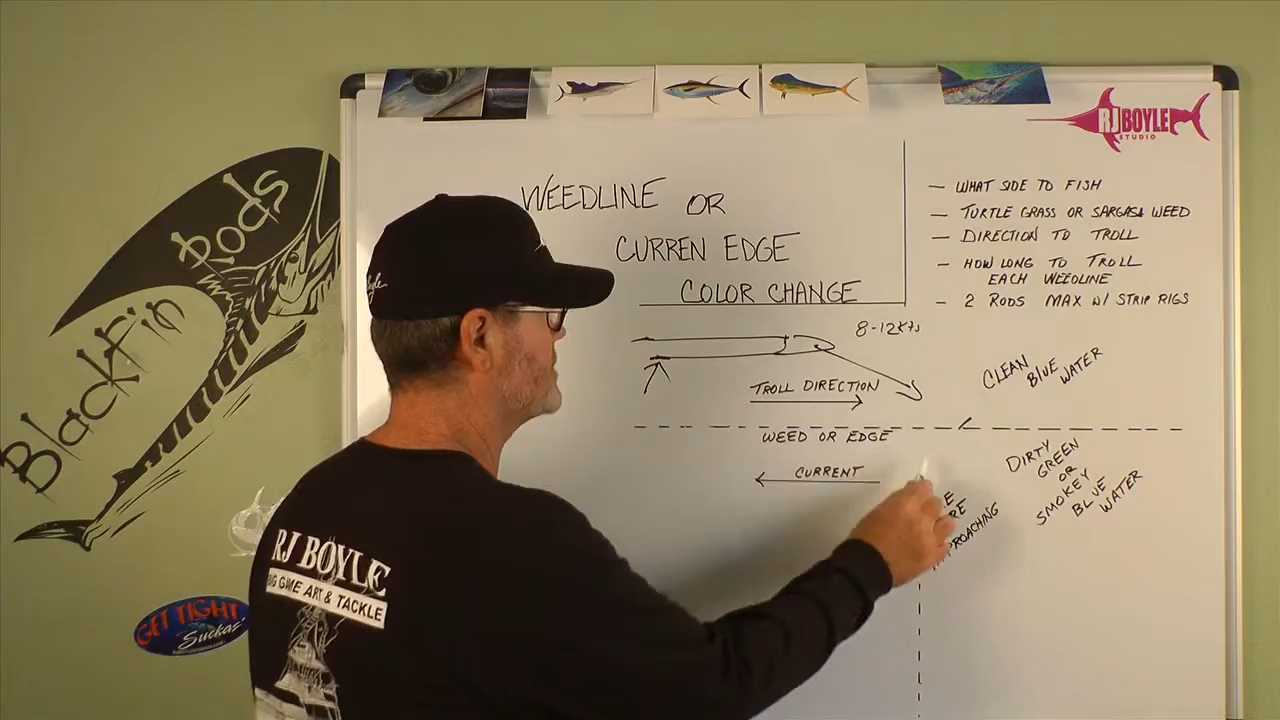 Blackfin
Rods
GET TIGHT
Suckas'
RJ BOYLE
BIG GAME ART & TACKLE
WEEDLINE OR
CURREN EDGE
COLOR CHANGE
8-12kts
TROLL DIRECTION
WEED OR EDGE
CURRENT
RJ BOYLE
STUDIO
– WHAT SIDE TO FISH
– TURTLE GRASS OR SARGASM WEED
– DIRECTION TO TROLL
– HOW LONG TO TROLL
EACH WEEDLINE
– 2 RODS MAX W/ STRIP RIGS
CLEAN
BLUE
WATER
DIRTY
GREEN
OR
SMOKEY
BLUE
WATER